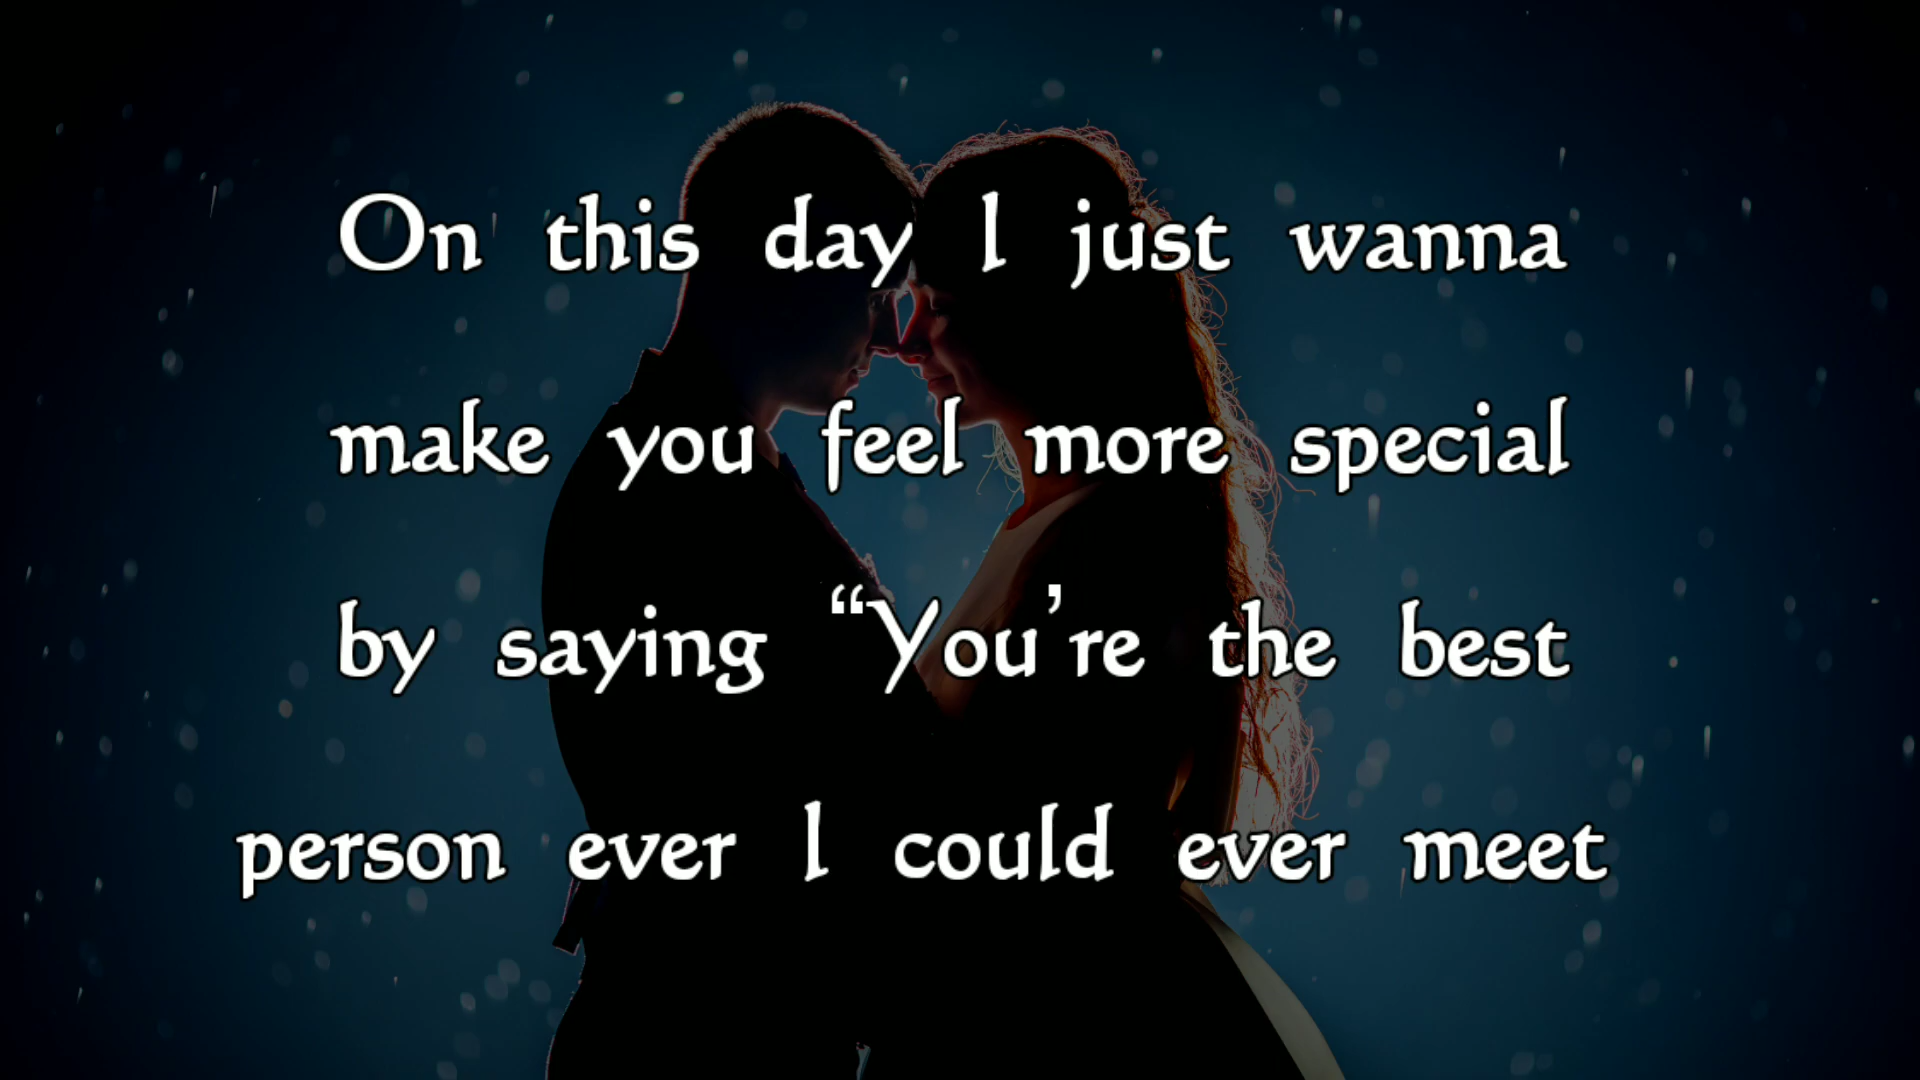 On this day I just wanna
make you feel more special
by saying “You’re the best
person ever I could ever meet